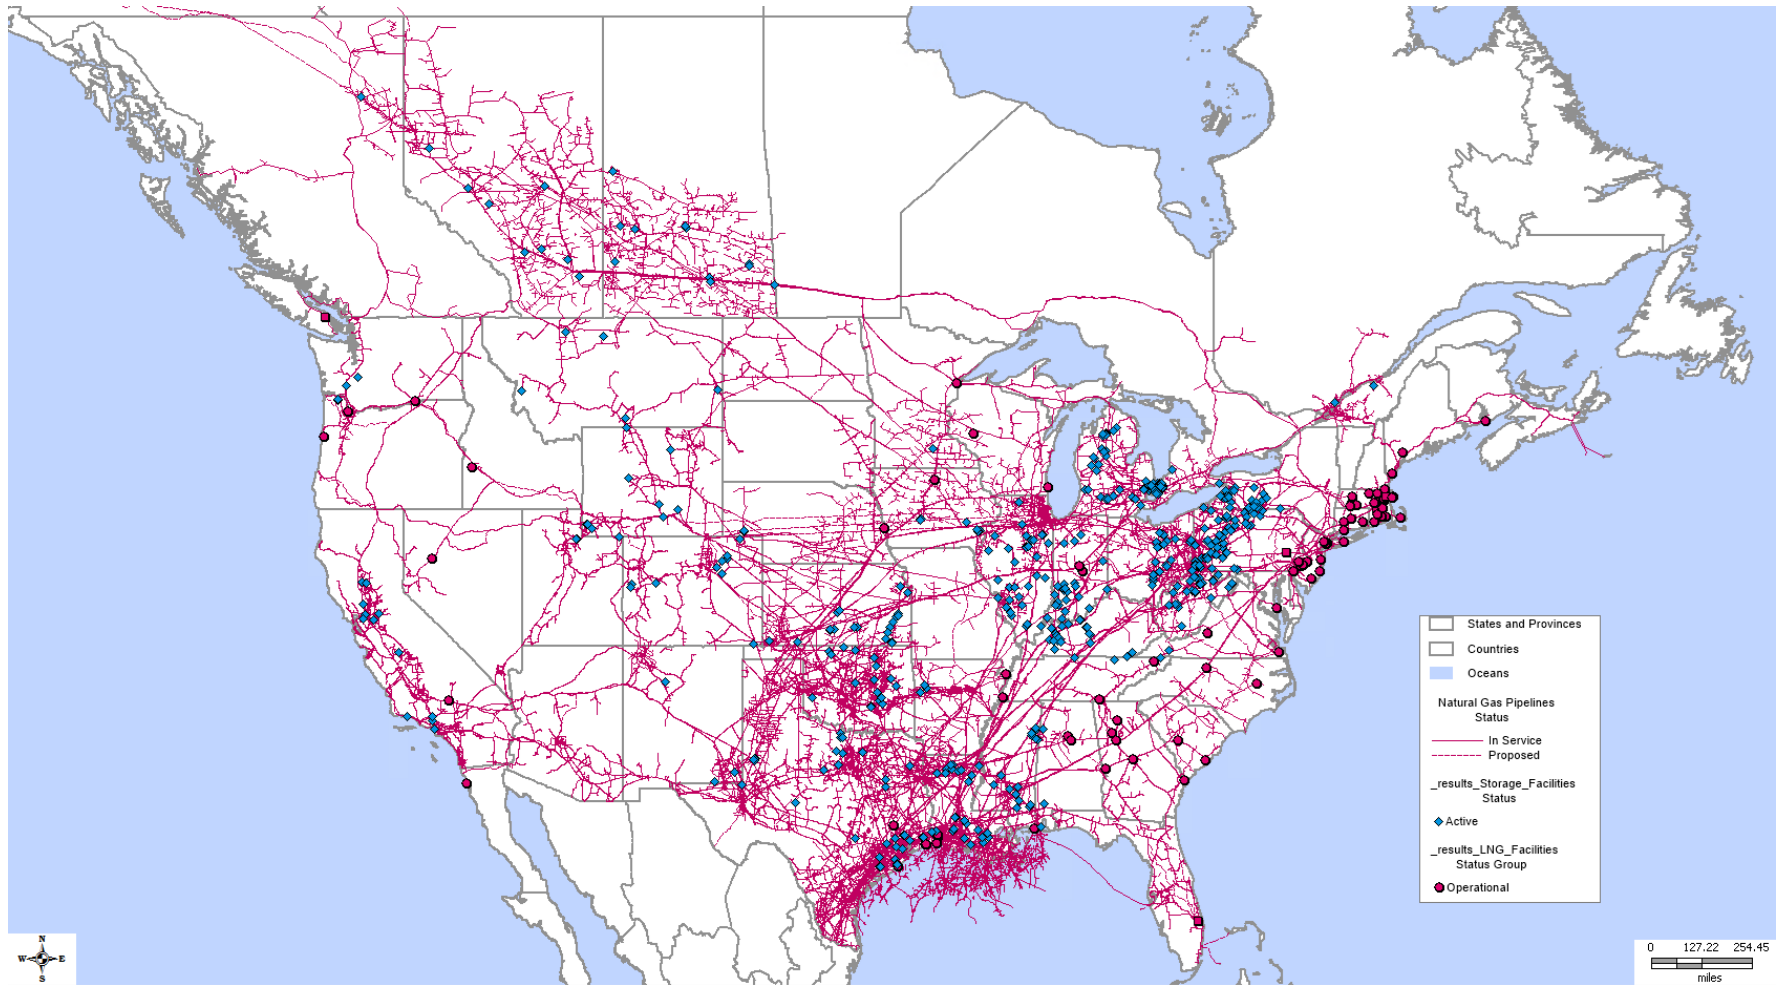 States and Provinces
Countries
Oceans
Natural Gas Pipelines
Status
In Service
Proposed
_results_Storage_Facilities
Status
Active
_results_LNG_Facilities
Status Group
Operational
N
W E
S
0 127.22 254.45
miles